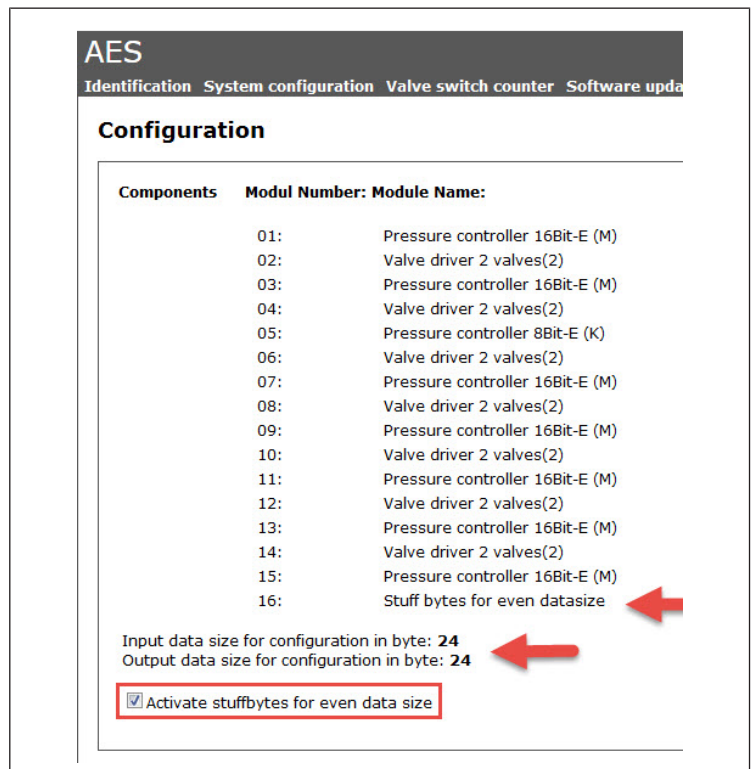 AES
Identification System configuration Valve switch counter Software upda
Configuration
Components Modul Number: Module Name:
01: Pressure controller 16Bit-E (M)
02: Valve driver 2 valves(2)
03: Pressure controller 16Bit-E (M)
04: Valve driver 2 valves(2)
05: Pressure controller 8Bit-E (K)
06: Valve driver 2 valves(2)
07: Pressure controller 16Bit-E (M)
08: Valve driver 2 valves(2)
09: Pressure controller 16Bit-E (M)
10: Valve driver 2 valves(2)
11: Pressure controller 16Bit-E (M)
12: Valve driver 2 valves(2)
13: Pressure controller 16Bit-E (M)
14: Valve driver 2 valves(2)
15: Pressure controller 16Bit-E (M)
16: Stuff bytes for even datasize
Input data size for configuration in byte: 24
Output data size for configuration in byte: 24
Activate stuffbytes for even data size